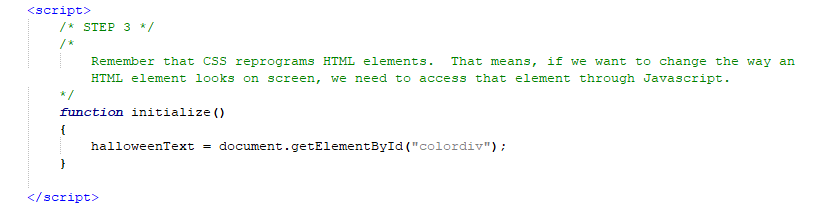 <script>
/* STEP 3 */
/*
Remember that CSS reprograms HTML elements.  That means, if we want to change the way an
HTML element looks on screen, we need to access that element through Javascript.
*/
function initialize()
{
halloweenText = document.getElementById("colordiv");
}
</script>